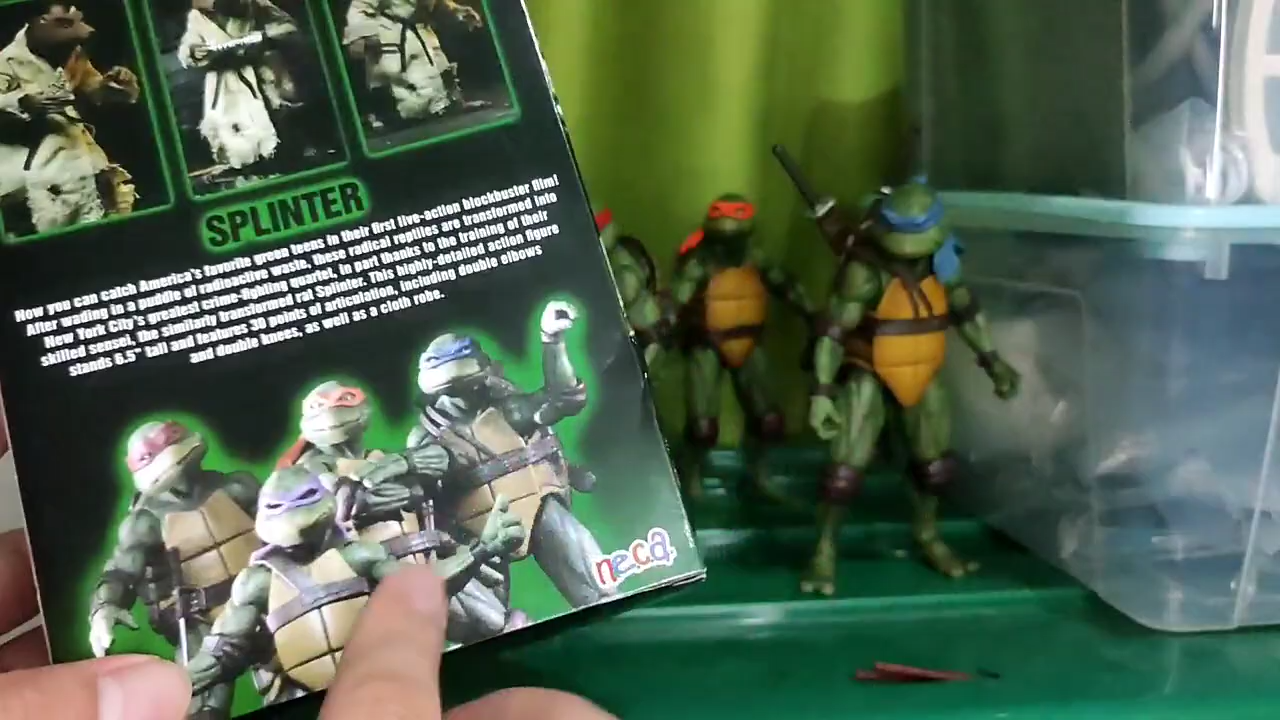 SPLINTER
Now you can catch America's favorite green teens in their first live-action blockbuster film!
After wading in a puddle of radioactive waste, these radical reptiles are transformed into
New York City's greatest crime-fighting quartet, in part thanks to the training of their
skilled sensei, the similarly transformed rat Splinter. This highly-detailed action figure
stands 6.5" tall and features 30 points of articulation, including double elbows
and double knees, as well as a cloth robe.
neca